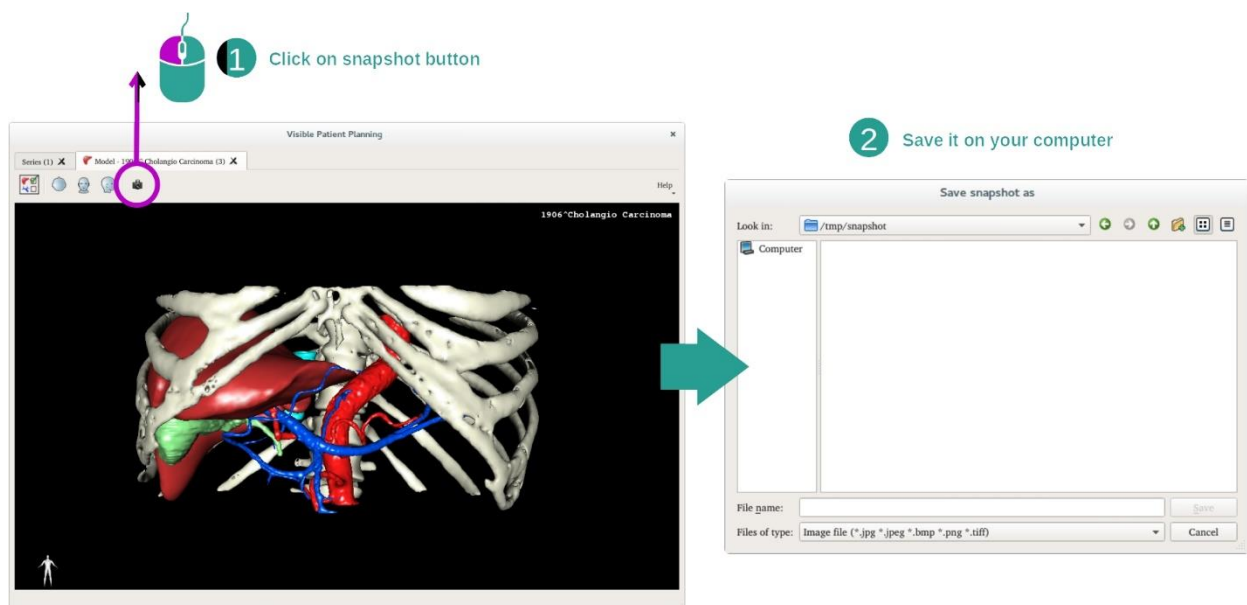 1 Click on snapshot button
Visible Patient Planning
Series (1) Model - Cholangio Carcinoma (3)
Help
1906^Cholangio Carcinoma
2 Save it on your computer
Save snapshot as
Look in: /tmp/snapshot
Computer
File name: Save
Files of type: Image file (*.jpg *.jpeg *.bmp *.png *.tiff) Cancel